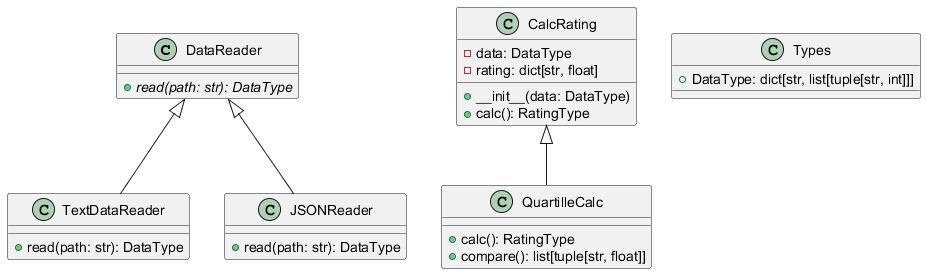 C DataReader
read(path: str): DataType
C TextDataReader
read(path: str): DataType
C JSONReader
read(path: str): DataType
C CalcRating
data: DataType
rating: dict[str, float]
__init__(data: DataType)
calc(): RatingType
C QuartilleCalc
calc(): RatingType
compare(): list[tuple[str, float]]
C Types
DataType: dict[str, list[tuple[str, int]]]